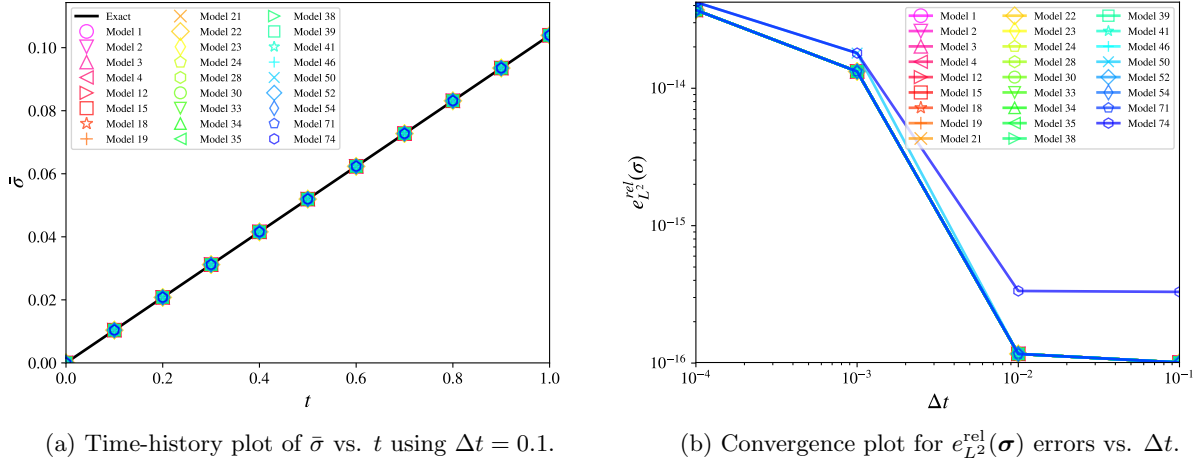 Exact
Model 1
Model 2
Model 3
Model 4
Model 12
Model 15
Model 18
Model 19
Model 21
Model 22
Model 23
Model 24
Model 28
Model 30
Model 33
Model 34
Model 35
Model 38
Model 39
Model 41
Model 46
Model 50
Model 52
Model 54
Model 71
Model 74
0.10
0.08
0.06
0.04
0.02
0.00
σ̄
0.0 0.2 0.4 0.6 0.8 1.0
t
(a) Time-history plot of σ̄ vs. t using Δt = 0.1.
Model 1
Model 2
Model 3
Model 4
Model 12
Model 15
Model 18
Model 19
Model 21
Model 22
Model 23
Model 24
Model 28
Model 30
Model 33
Model 34
Model 35
Model 38
Model 39
Model 41
Model 46
Model 50
Model 52
Model 54
Model 71
Model 74
10⁻¹⁴
10⁻¹⁵
10⁻¹⁶
e_{L²}^{rel}(σ)
10⁻⁴ 10⁻³ 10⁻² 10⁻¹
Δt
(b) Convergence plot for e_{L²}^{rel}(σ) errors vs. Δt.